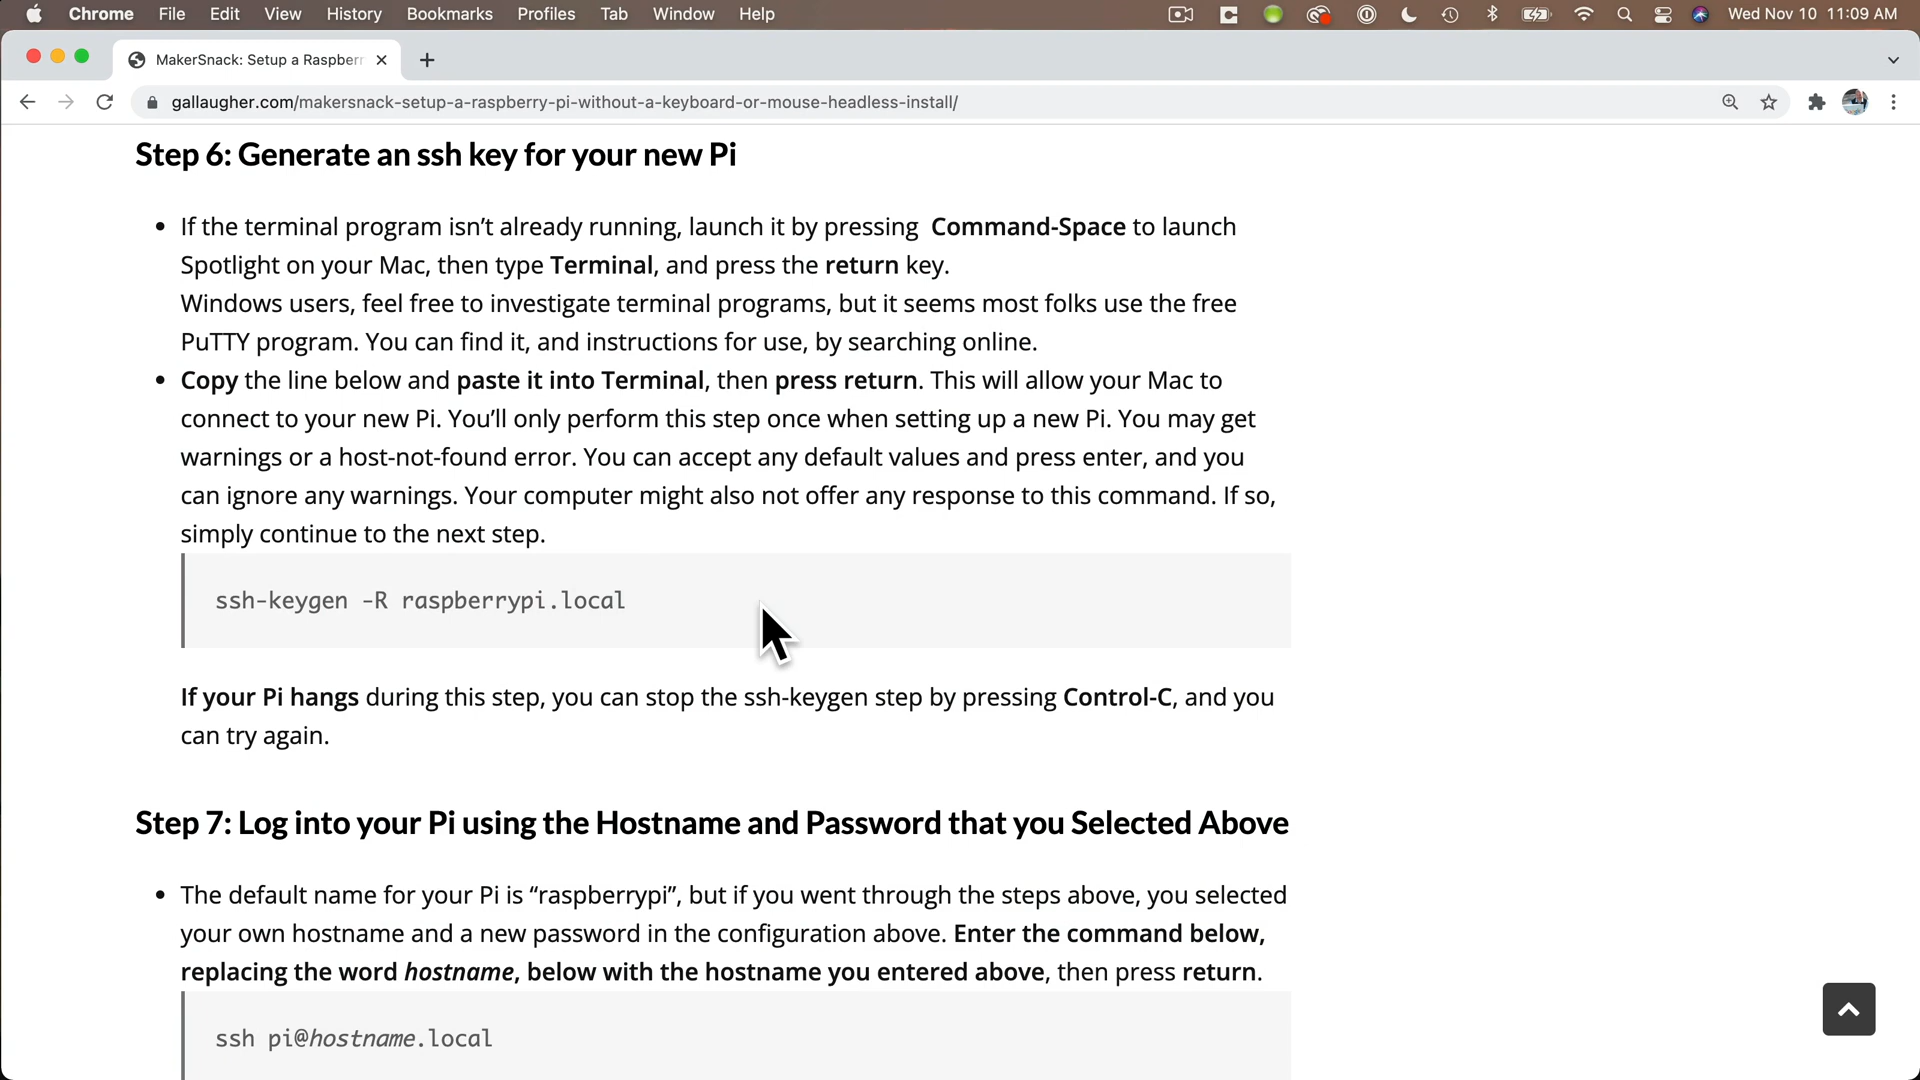 Chrome File Edit View History Bookmarks Profiles Tab Window Help Wed Nov 10 11:09 AM
MakerSnack: Setup a Raspberr
gallaugher.com/makersnack-setup-a-raspberry-pi-without-a-keyboard-or-mouse-headless-install/
Step 6: Generate an ssh key for your new Pi
• If the terminal program isn’t already running, launch it by pressing Command-Space to launch
Spotlight on your Mac, then type Terminal, and press the return key.
Windows users, feel free to investigate terminal programs, but it seems most folks use the free
PuTTY program. You can find it, and instructions for use, by searching online.
• Copy the line below and paste it into Terminal, then press return. This will allow your Mac to
connect to your new Pi. You’ll only perform this step once when setting up a new Pi. You may get
warnings or a host-not-found error. You can accept any default values and press enter, and you
can ignore any warnings. Your computer might also not offer any response to this command. If so,
simply continue to the next step.
ssh-keygen -R raspberrypi.local
If your Pi hangs during this step, you can stop the ssh-keygen step by pressing Control-C, and you
can try again.
Step 7: Log into your Pi using the Hostname and Password that you Selected Above
• The default name for your Pi is “raspberrypi”, but if you went through the steps above, you selected
your own hostname and a new password in the configuration above. Enter the command below,
replacing the word hostname, below with the hostname you entered above, then press return.
ssh pi@hostname.local